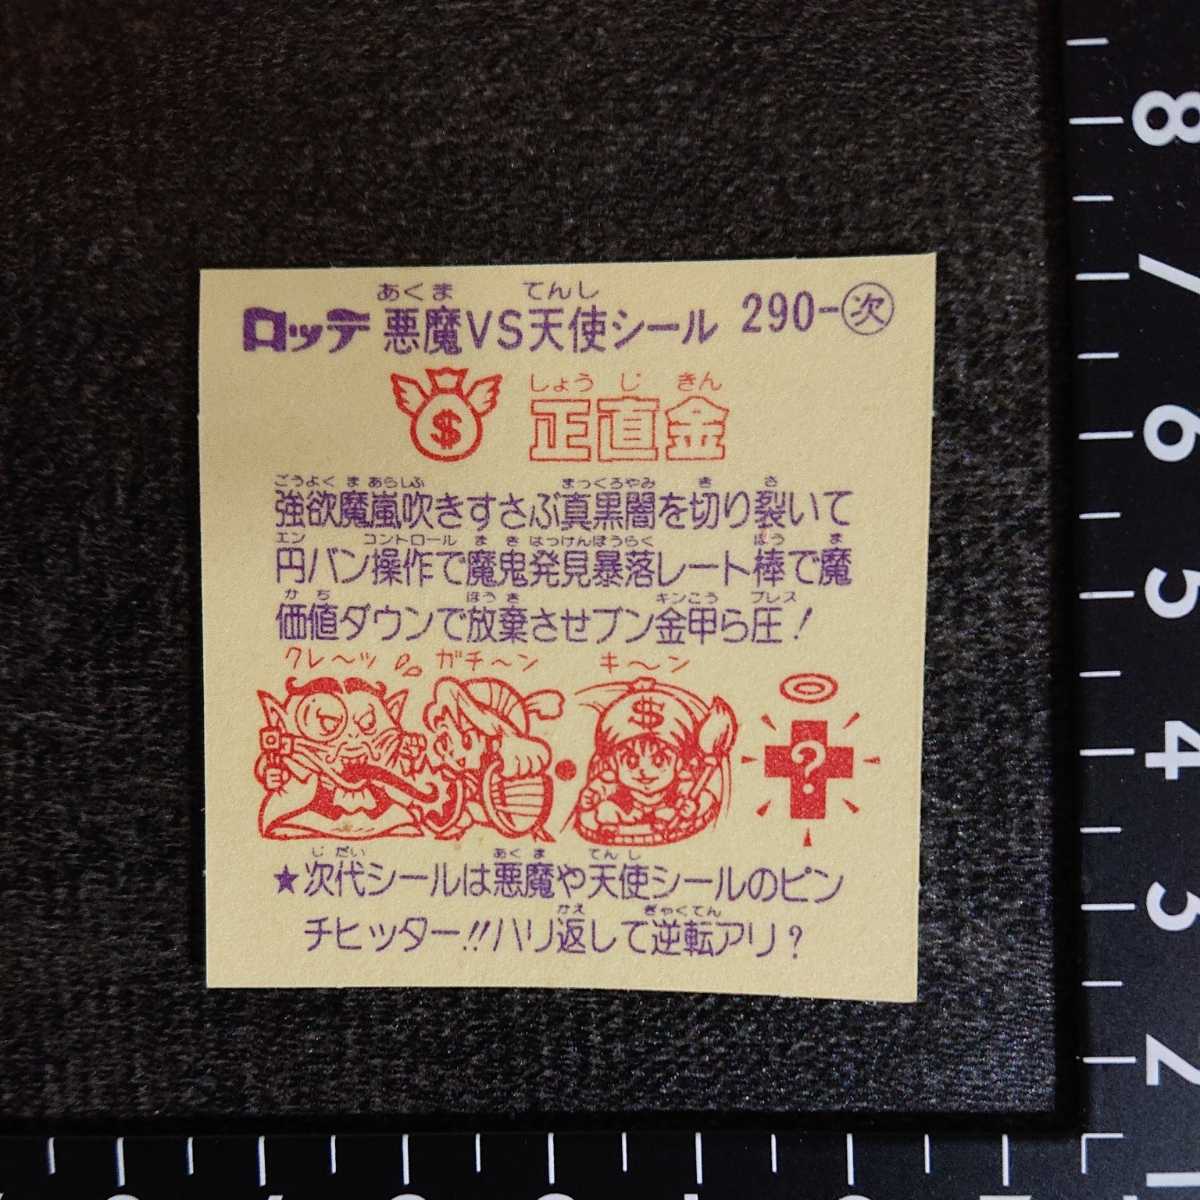 あくま てんし
ロッテ 悪魔VS天使シール 290-次
$ しょうじきん
正直金
ごうよく ま あらしふ まっくろやみ き さ
強欲魔嵐吹きすさぶ真黒闇を切り裂いて
エン コントロール まき はっけんぼうらく ぼう ま
円バン操作で魔鬼発見暴落レート棒で魔
かち ほうき キンこう プレス
価値ダウンで放棄させブン金甲ら圧!
クレ〜ツ ガチ〜ン キ〜ン
$ ?
じだい あくま てんし
★次代シールは悪魔や天使シールのピン
かえ ぎゃくてん
チヒッター!!ハリ返して逆転アリ?
8
7
6
5
4
3
2
1